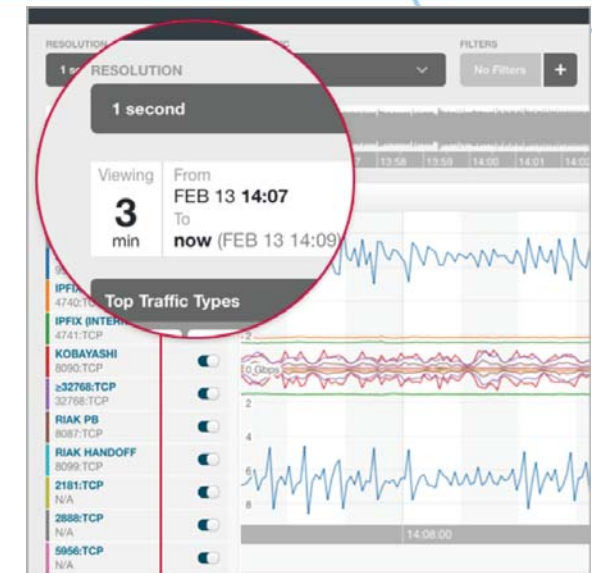 RESOLUTION
FILTERS
RESOLUTION
1 second
No Filters +
13:58 13:59 14:00 14:01 14:02
Viewing
3
min
From
FEB 13 14:07
To
now (FEB 13 14:09)
Top Traffic Types
4740:TCP
IPFIX (INTERN
4741:TCP
KOBAYASHI
8090:TCP
≥32768:TCP
32768:TCP
RIAK PB
8087:TCP
RIAK HANDOFF
8099:TCP
2181:TCP
N/A
2888:TCP
N/A
5956:TCP
N/A
2
0 Gbps
2
4
6
8
14:08:00